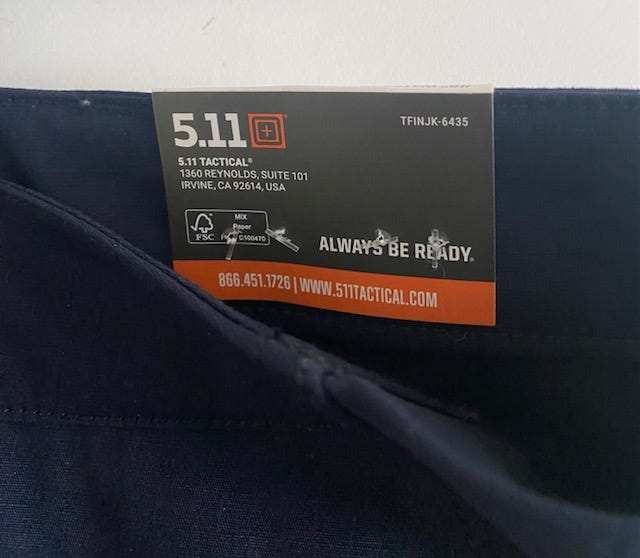 5.11®
TFINJK-6435
5.11 TACTICAL®
1360 REYNOLDS, SUITE 101
IRVINE, CA 92614, USA
MIX
Paper
FSC
C100470
ALWAYS BE READY.
866.451.1726 | WWW.511TACTICAL.COM